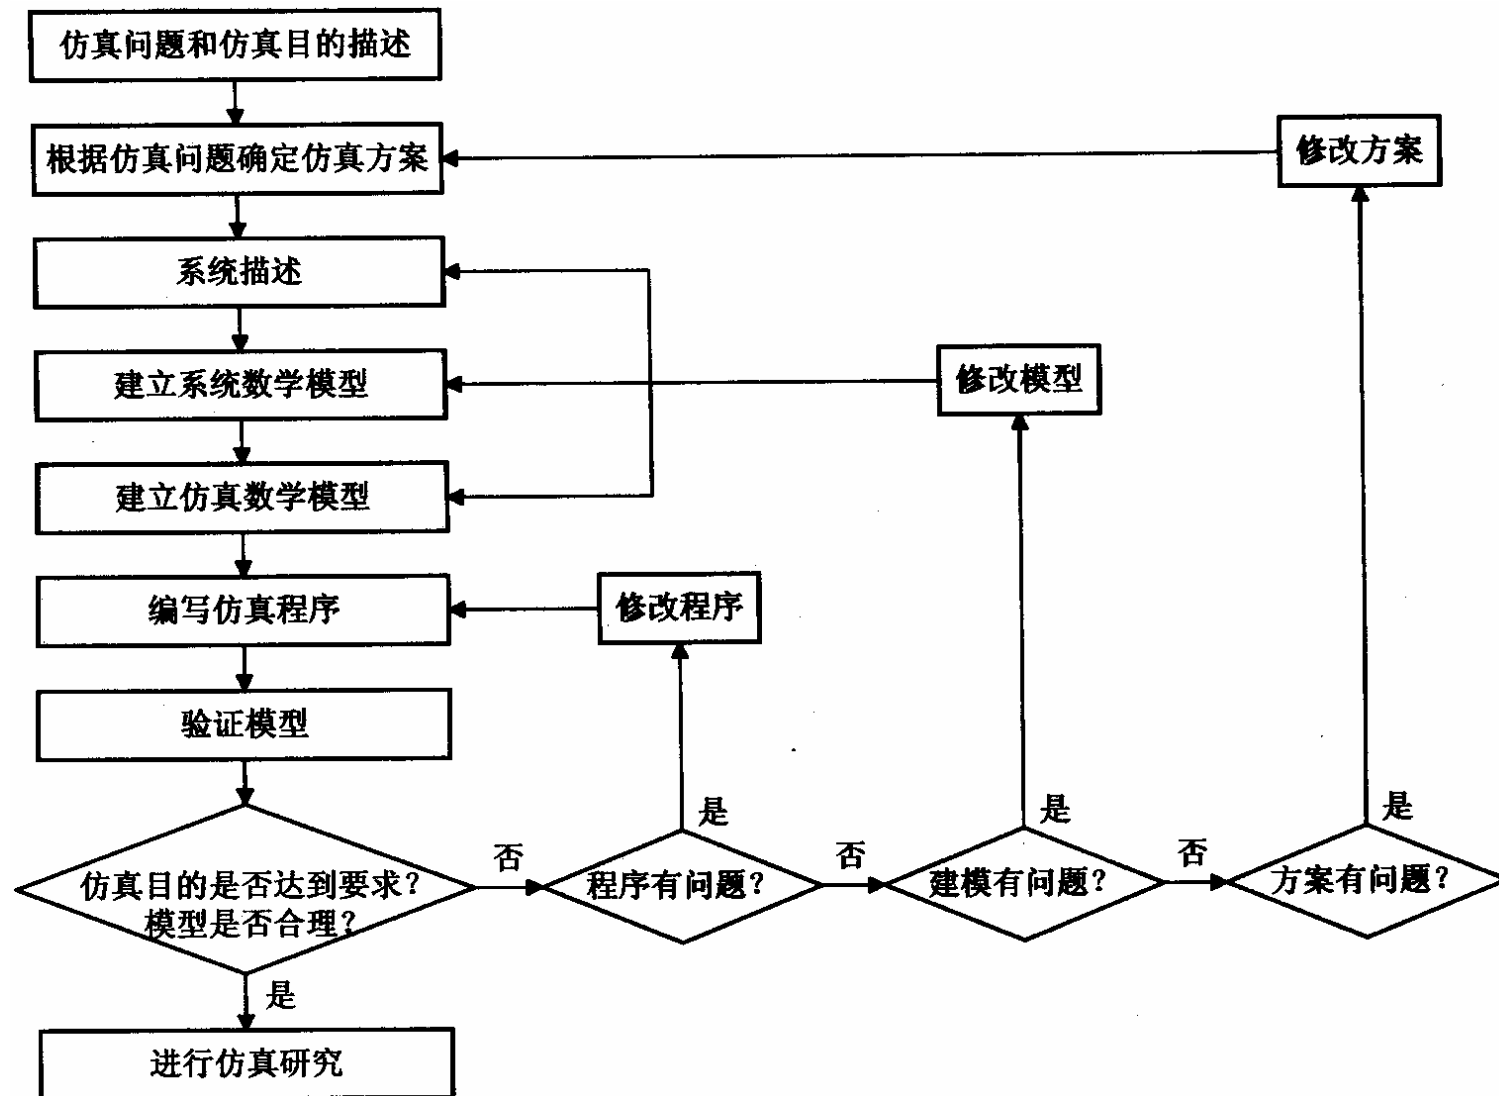 仿真问题和仿真目的描述
根据仿真问题确定仿真方案
修改方案
系统描述
建立系统数学模型
修改模型
建立仿真数学模型
编写仿真程序
修改程序
验证模型
是
是
是
否
否
否
仿真目的是否达到要求?
模型是否合理?
程序有问题?
建模有问题?
方案有问题?
是
进行仿真研究